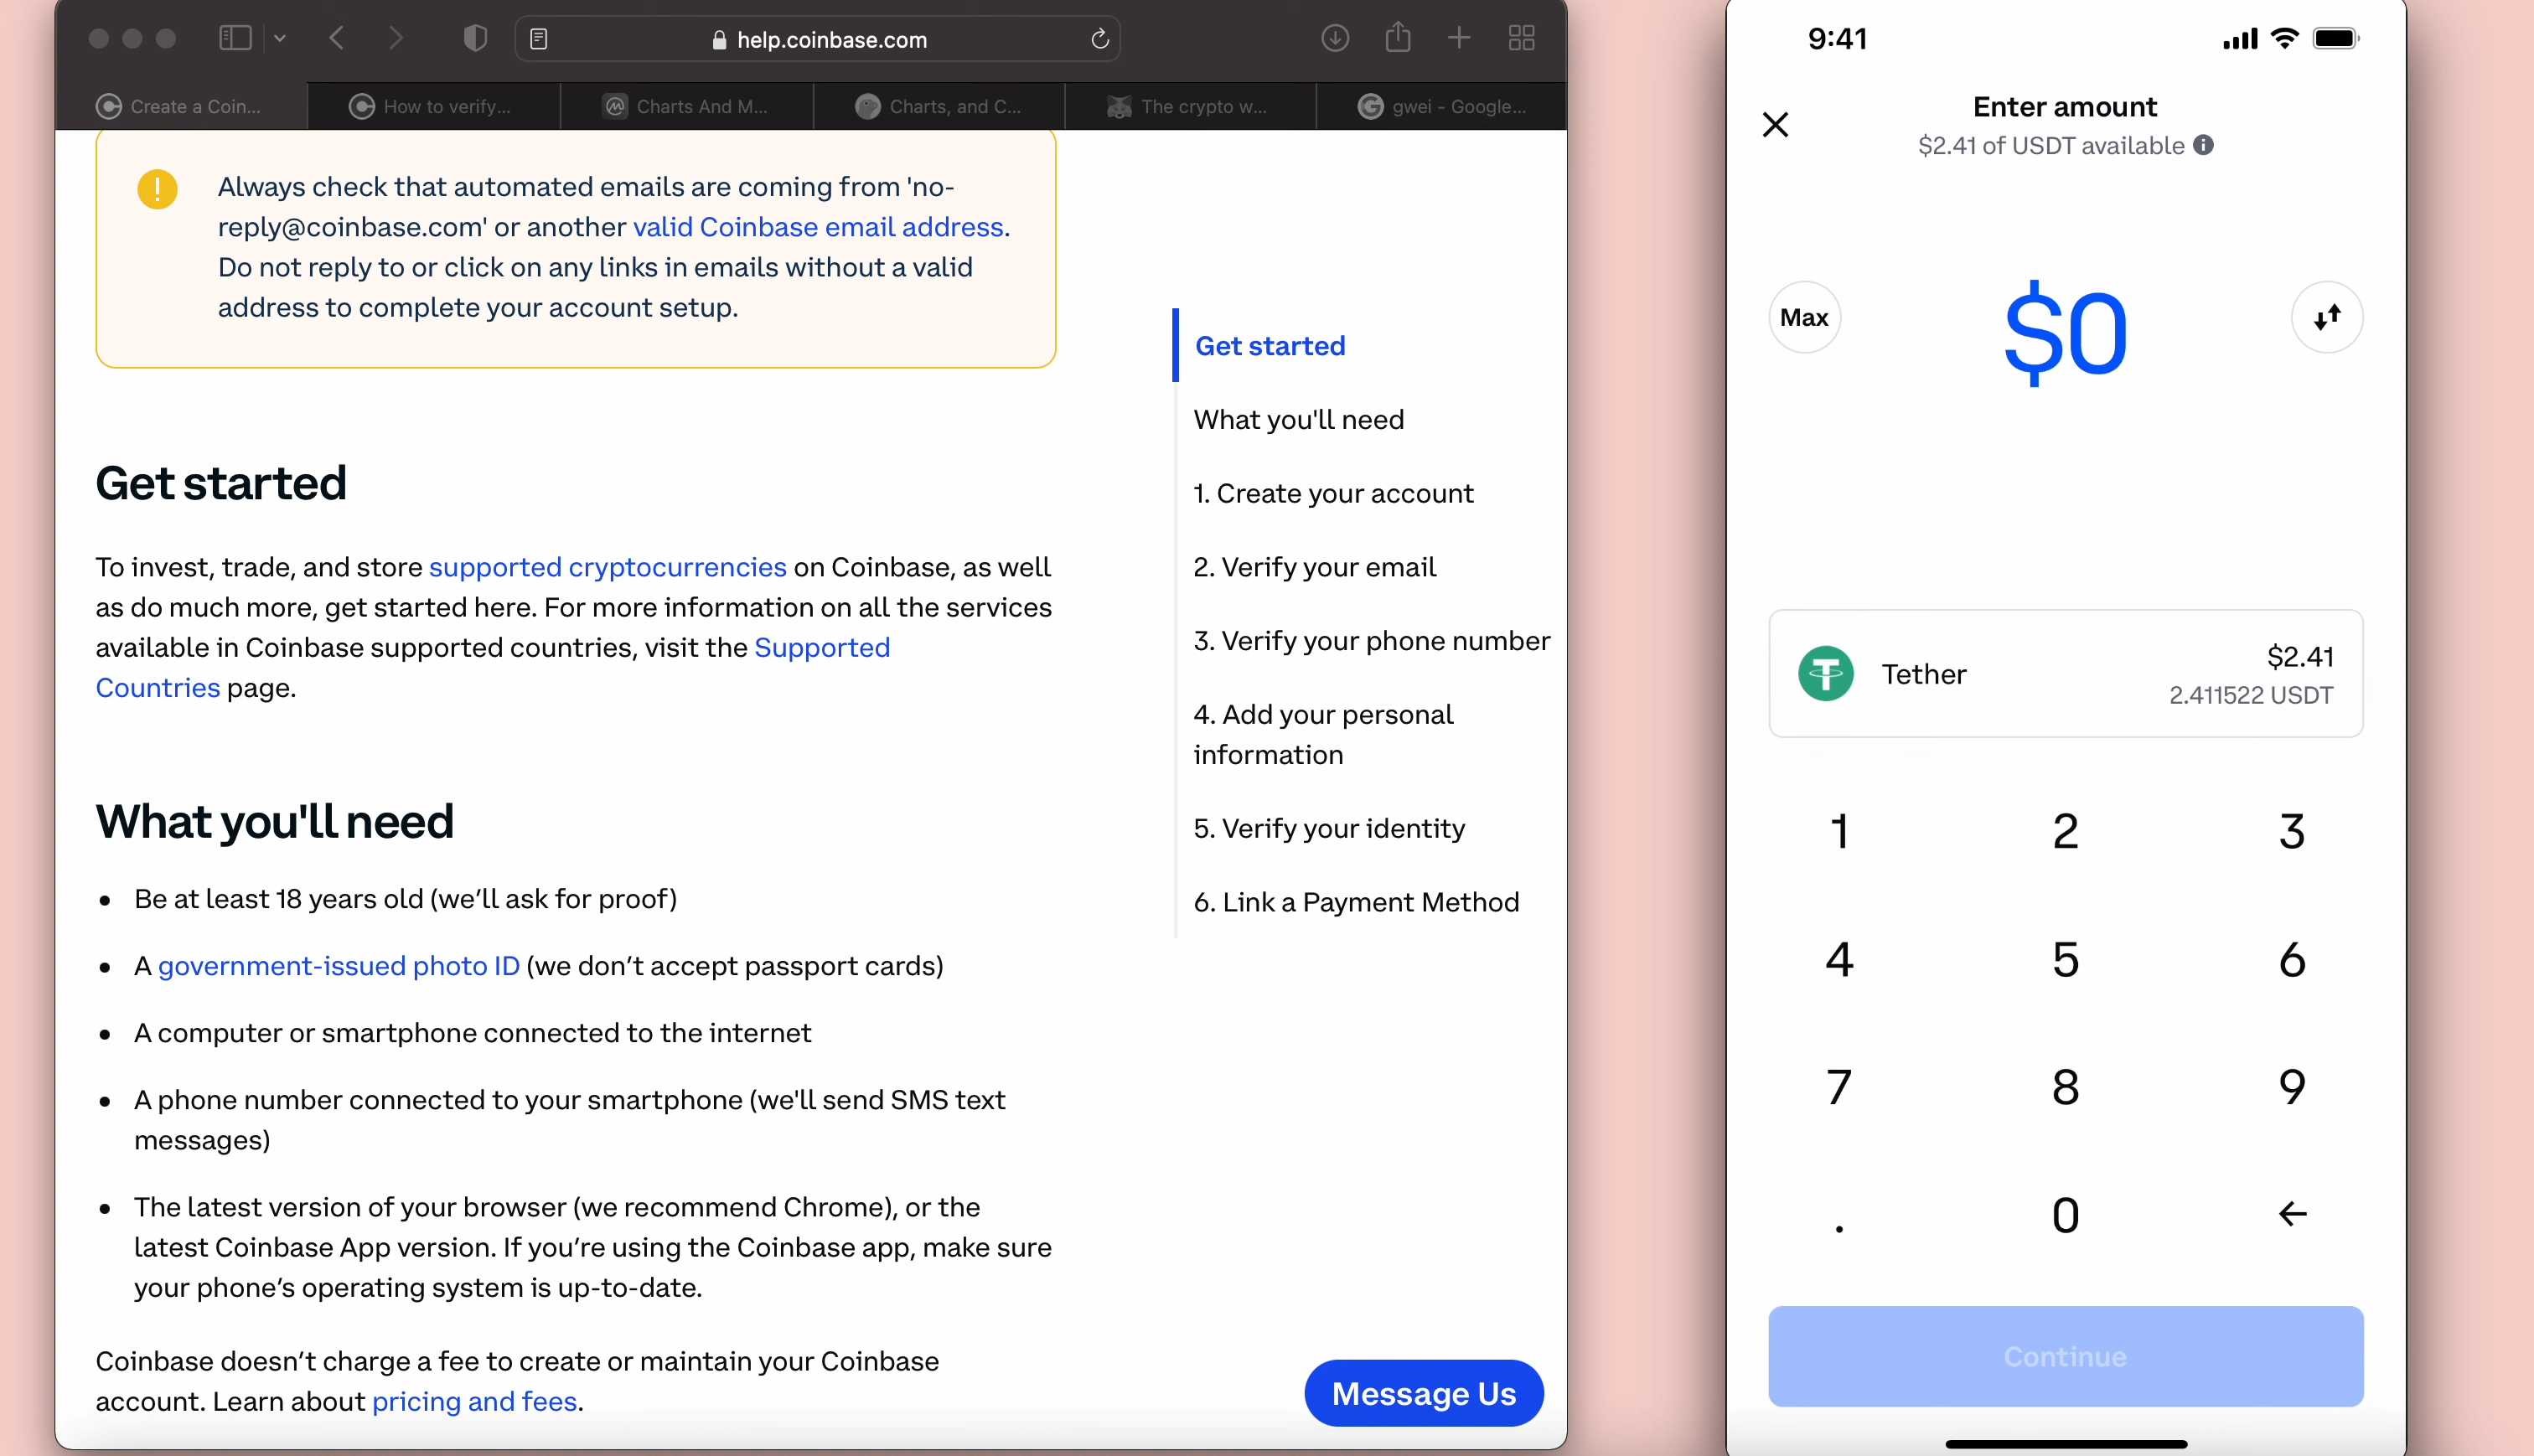 help.coinbase.com
Create a Coin...
How to verify...
Charts And M...
Charts, and C...
The crypto w...
gwei - Google...
Always check that automated emails are coming from 'no-
reply@coinbase.com' or another valid Coinbase email address.
Do not reply to or click on any links in emails without a valid
address to complete your account setup.
Get started
To invest, trade, and store supported cryptocurrencies on Coinbase, as well
as do much more, get started here. For more information on all the services
available in Coinbase supported countries, visit the Supported
Countries page.
What you'll need
• Be at least 18 years old (we’ll ask for proof)
• A government-issued photo ID (we don’t accept passport cards)
• A computer or smartphone connected to the internet
• A phone number connected to your smartphone (we'll send SMS text
messages)
• The latest version of your browser (we recommend Chrome), or the
latest Coinbase App version. If you’re using the Coinbase app, make sure
your phone’s operating system is up-to-date.
Coinbase doesn’t charge a fee to create or maintain your Coinbase
account. Learn about pricing and fees.
Get started
What you'll need
1. Create your account
2. Verify your email
3. Verify your phone number
4. Add your personal
information
5. Verify your identity
6. Link a Payment Method
Message Us
9:41
Enter amount
$2.41 of USDT available
Max
$0
Tether
$2.41
2.411522 USDT
1 2 3
4 5 6
7 8 9
. 0
Continue